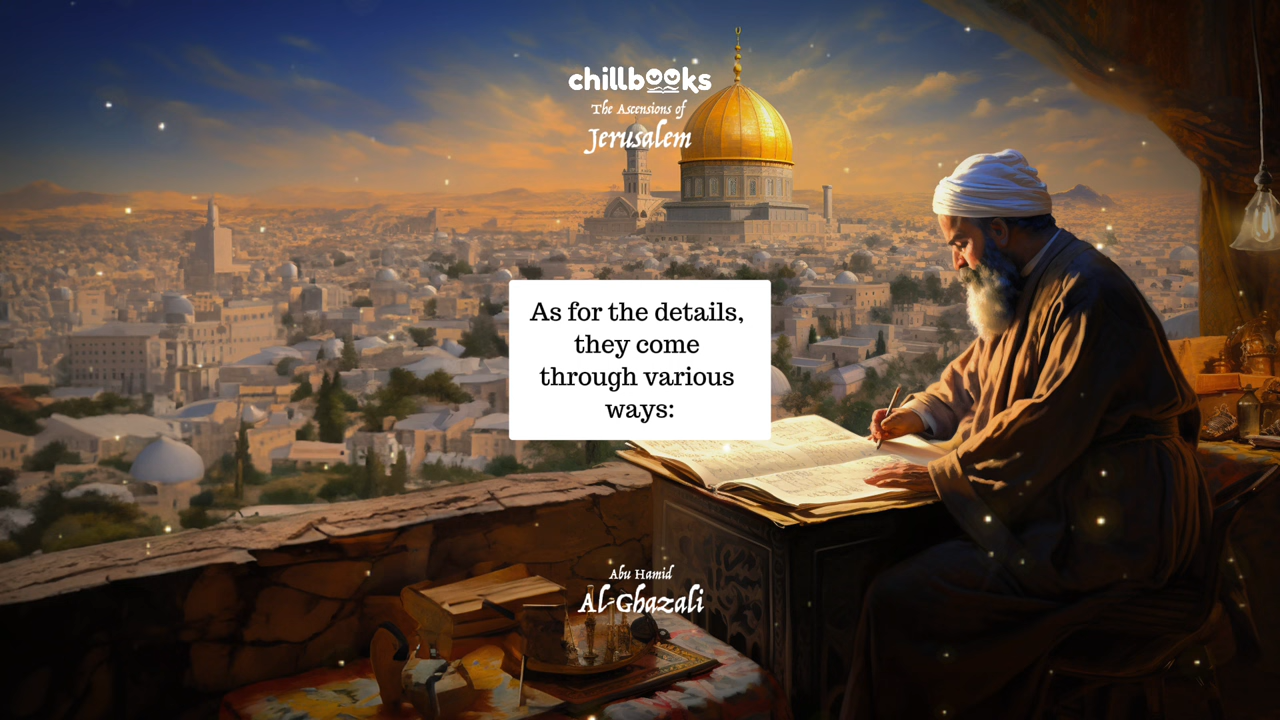 chillbooks
The Ascensions of
Jerusalem
As for the details,
they come
through various
ways:
Abu Hamid
Al-Ghazali